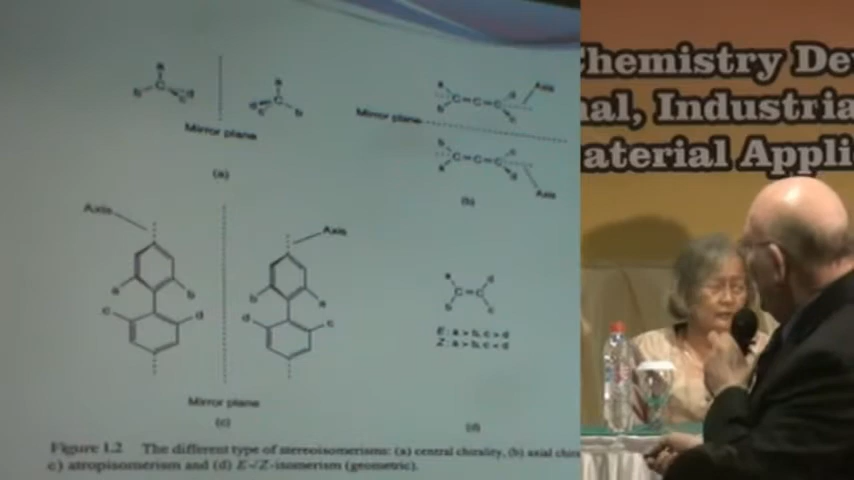 Chemistry De
nal, Industria
aterial Appli
Mirror plane
(a)
Mirror plane
Axis
Axis
(b)
Axis
Axis
a
b
c
d
b
a
d
c
Mirror plane
(c)
a
d
C=C
b
c
E: a > b, c > d
Z: a > b, c < d
(d)
Figure 1.2 The different type of stereoisomerisms: (a) central chirality, (b) axial
c) atropisomerism and (d) E-/Z-isomerism (geometric).